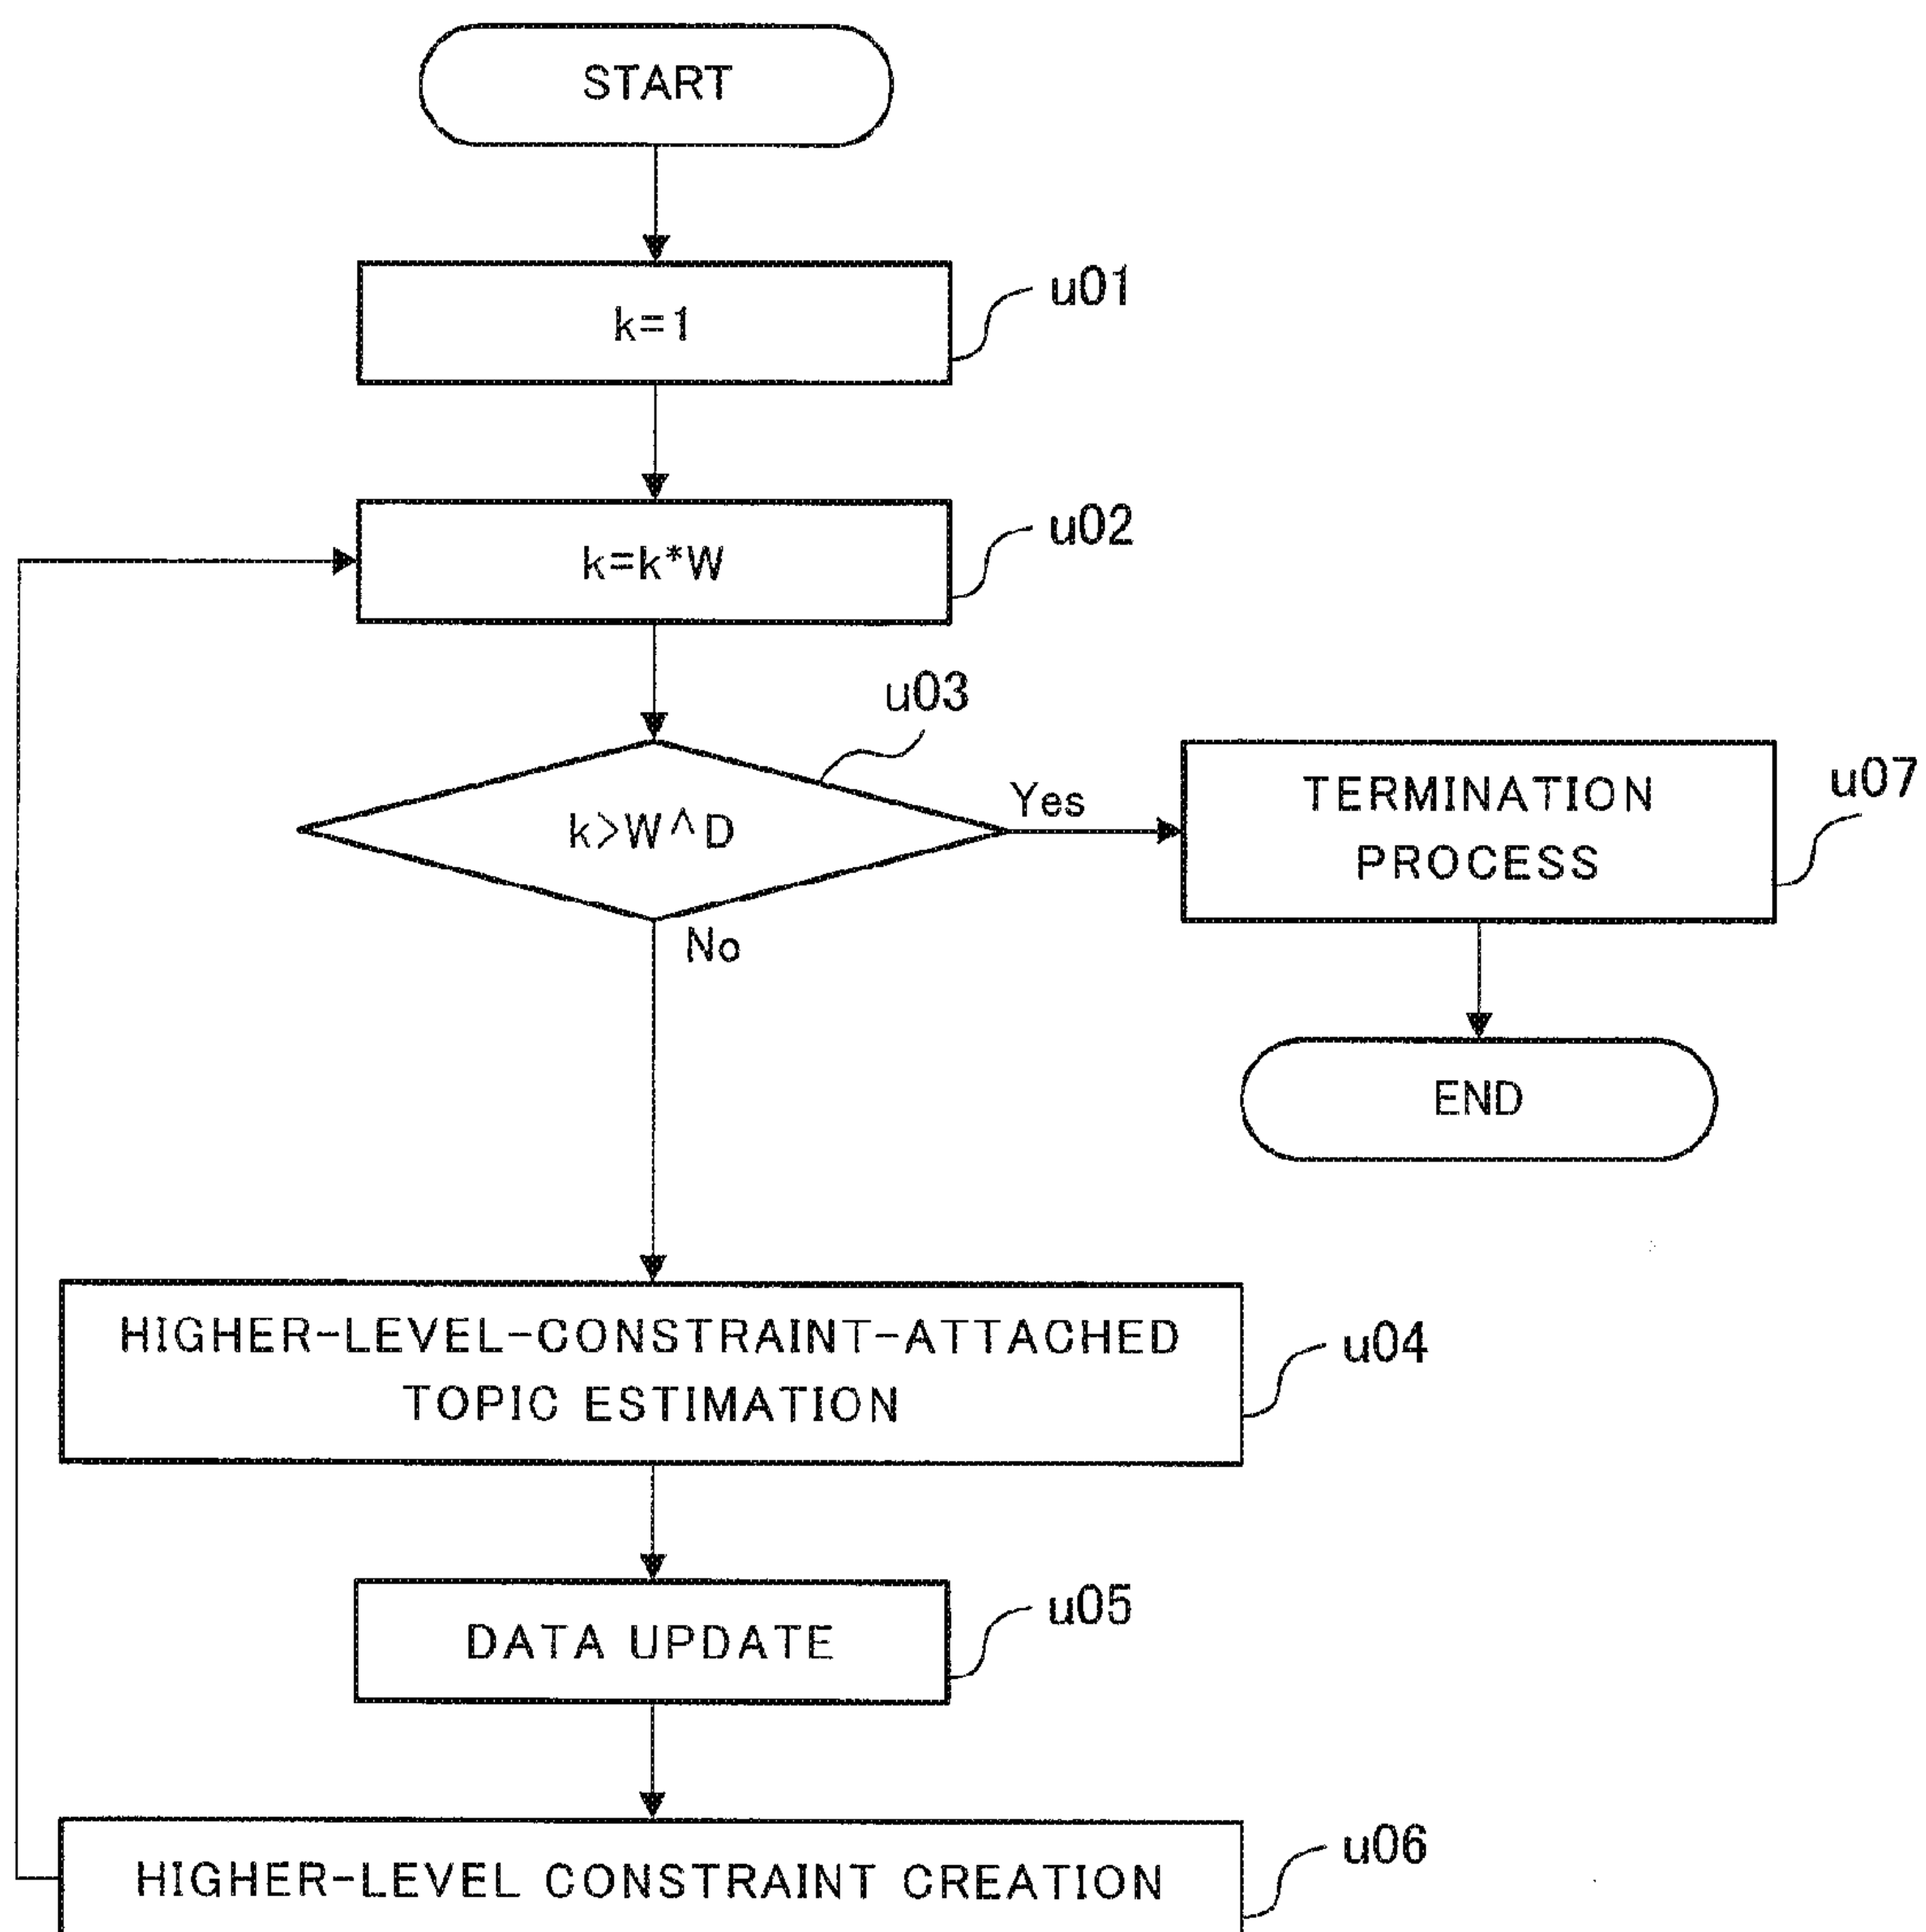 START
k=1
u01
k=k*W
u02
u03
k>W^D
Yes
No
TERMINATION
PROCESS
u07
END
HIGHER-LEVEL-CONSTRAINT-ATTACHED
TOPIC ESTIMATION
u04
DATA UPDATE
u05
HIGHER-LEVEL CONSTRAINT CREATION
u06